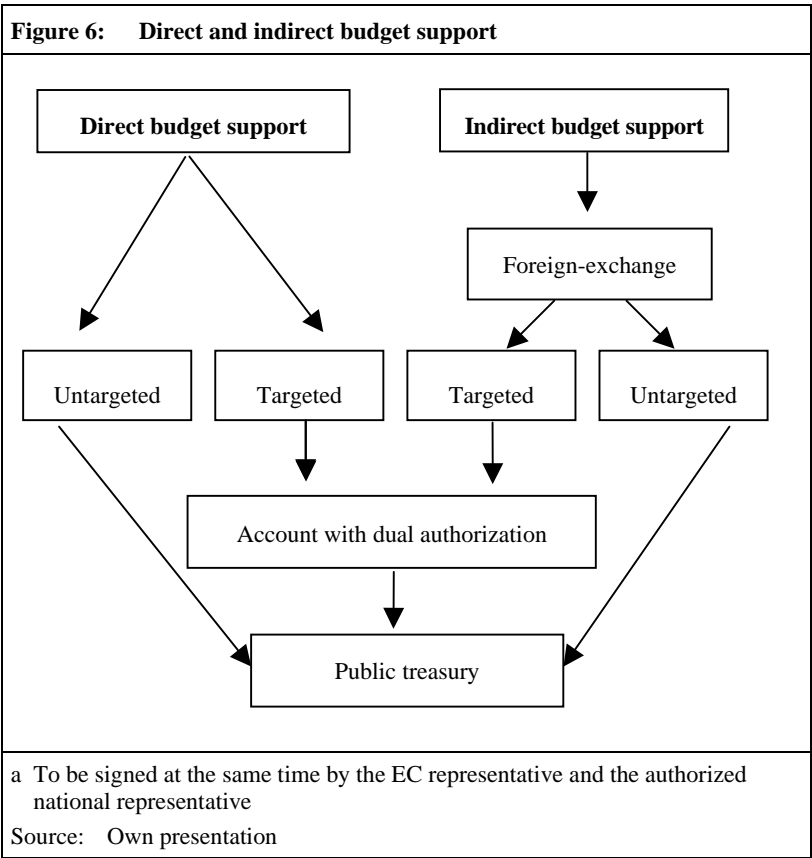 Figure 6: Direct and indirect budget support
Direct budget support
Indirect budget support
Foreign-exchange
Untargeted
Targeted
Targeted
Untargeted
Account with dual authorization
Public treasury
a To be signed at the same time by the EC representative and the authorized
national representative
Source: Own presentation